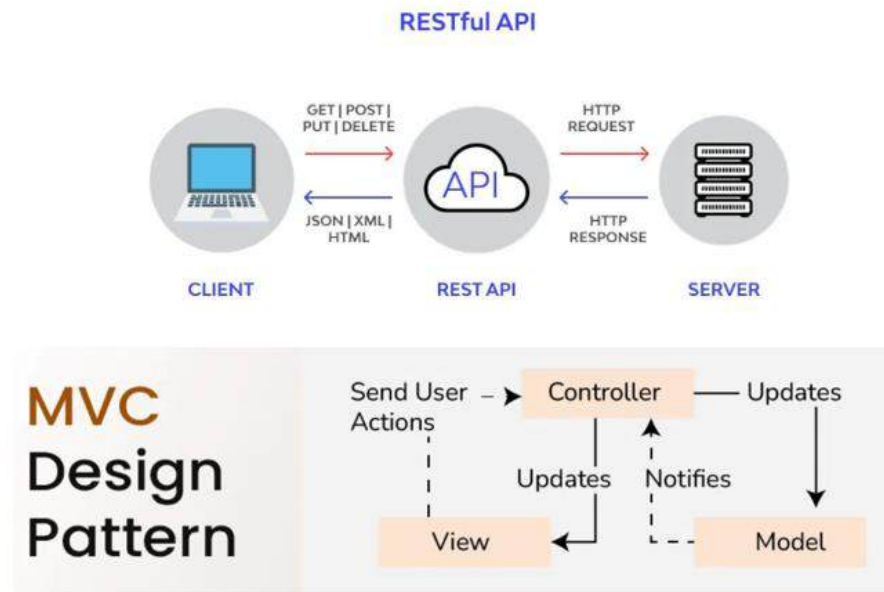 RESTful API
GET | POST |
PUT | DELETE
HTTP
REQUEST
API
JSON | XML |
HTML
HTTP
RESPONSE
CLIENT
REST API
SERVER
MVC
Design
Pattern
Send User
Actions
Controller
Updates
Updates
Notifies
View
Model